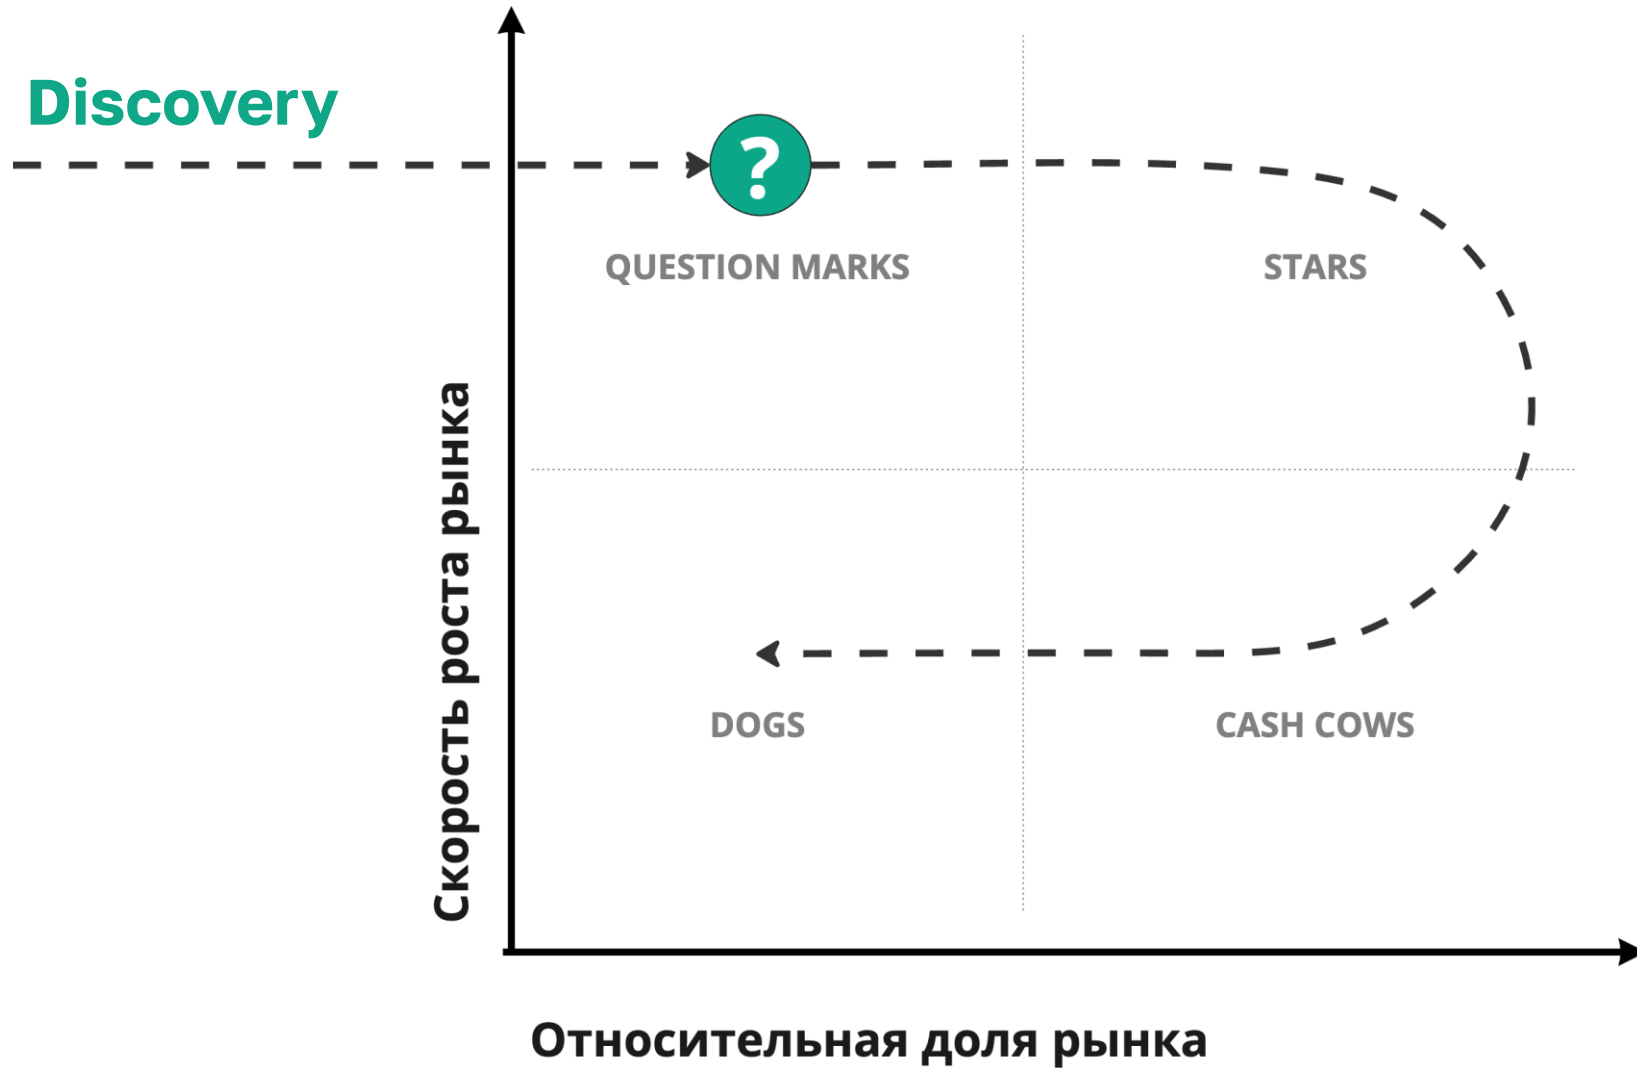 Discovery
?
QUESTION MARKS
STARS
Скорость роста рынка
DOGS
CASH COWS
Относительная доля рынка